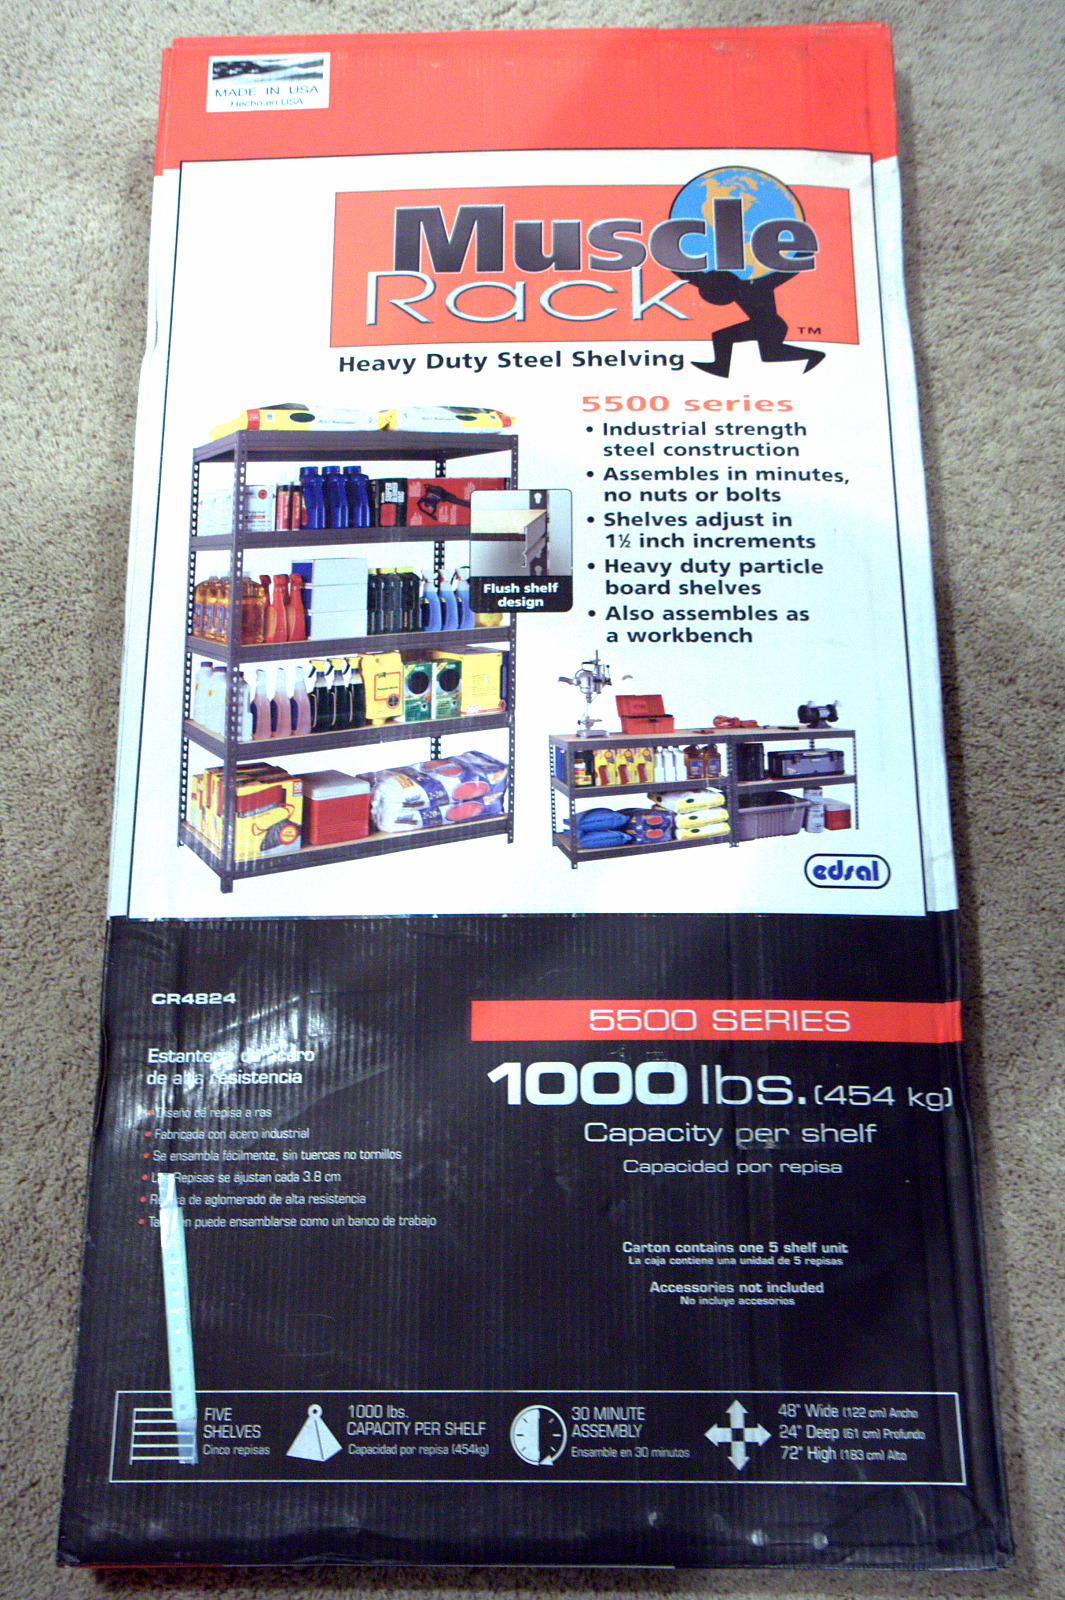 MADE IN USA
Hecho en USA
Muscle
Rack
TM
Heavy Duty Steel Shelving
5500 series
• Industrial strength
steel construction
• Assembles in minutes,
no nuts or bolts
• Shelves adjust in
1½ inch increments
• Heavy duty particle
board shelves
• Also assembles as
a workbench
Flush shelf
design
edsal
CR4824
5500 SERIES
Estantería de acero
de alta resistencia
• Diseño de repisa a ras
• Fabricada con acero industrial
• Se ensambla fácilmente, sin tuercas no tornillos
• Repisas se ajustan cada 3.8 cm
• de aglomerado de alta resistencia
• puede ensamblarse como un banco de trabajo
1000 lbs. (454 kg)
Capacity per shelf
Capacidad por repisa
Carton contains one 5 shelf unit
La caja contiene una unidad de 5 repisas
Accessories not included
No incluye accesorios
FIVE
SHELVES
Cinco repisas
1000 lbs.
CAPACITY PER SHELF
Capacidad por repisa (454kg)
30 MINUTE
ASSEMBLY
Ensamble en 30 minutos
48" Wide (122 cm) Ancho
24" Deep (61 cm) Profundo
72" High (183 cm) Alto